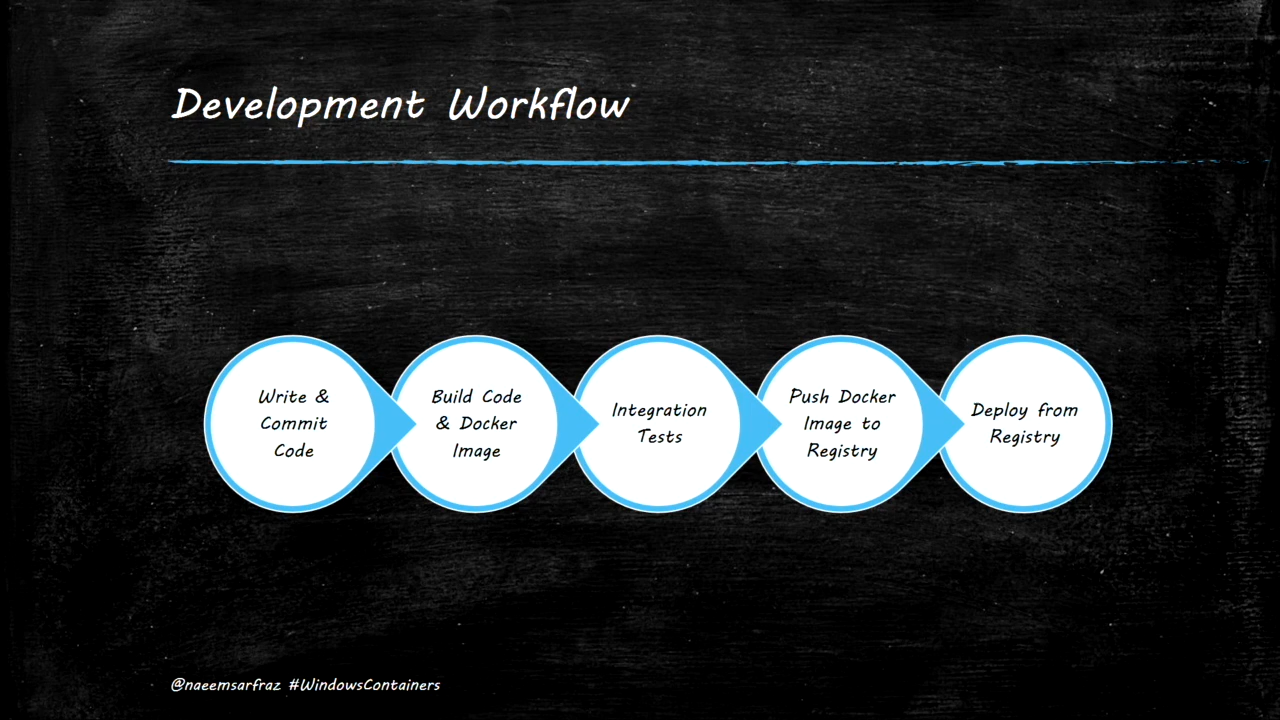 Development Workflow
Write &
Commit
Code
Build Code
& Docker
Image
Integration
Tests
Push Docker
Image to
Registry
Deploy from
Registry
@naeemsarfraz #WindowsContainers